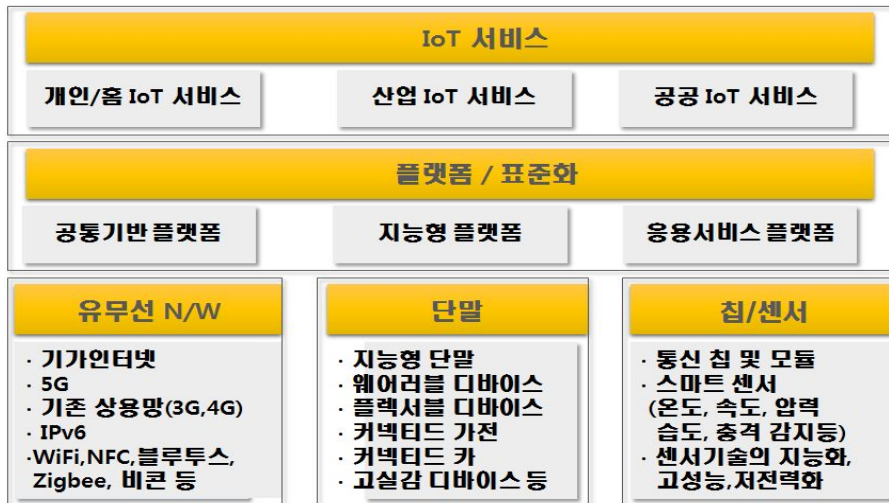 IoT 서비스
개인/홈 IoT 서비스
산업 IoT 서비스
공공 IoT 서비스
플랫폼 / 표준화
공통기반 플랫폼
지능형 플랫폼
응용서비스 플랫폼
유무선 N/W
· 기가인터넷
· 5G
· 기존 상용망(3G,4G)
· IPv6
·WiFi,NFC,블루투스,
Zigbee, 비콘 등
단말
· 지능형 단말
· 웨어러블 디바이스
· 플렉서블 디바이스
· 커넥티드 가전
· 커넥티드 카
· 고실감 디바이스 등
칩/센서
· 통신 칩 및 모듈
· 스마트 센서
(온도, 속도, 압력
습도, 충격 감지등)
· 센서기술의 지능화,
고성능,저전력화